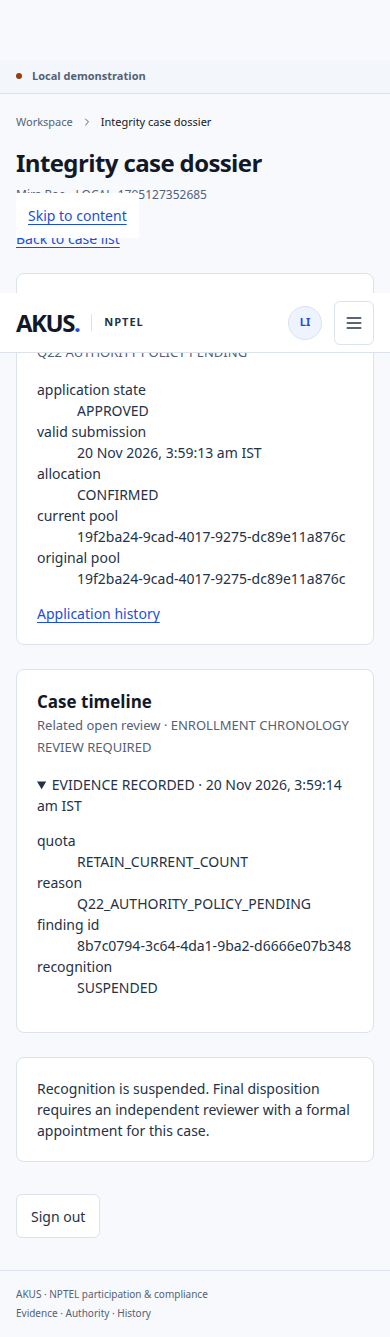 Local demonstration
Workspace > Integrity case dossier
Integrity case dossier
1795127352685
Skip to content
Back to case list
AKUS. NPTEL LI
Q22 AUTHORITY POLICY PENDING
application state
APPROVED
valid submission
20 Nov 2026, 3:59:13 am IST
allocation
CONFIRMED
current pool
19f2ba24-9cad-4017-9275-dc89e11a876c
original pool
19f2ba24-9cad-4017-9275-dc89e11a876c
Application history
Case timeline
Related open review · ENROLLMENT CHRONOLOGY
REVIEW REQUIRED
▼ EVIDENCE RECORDED · 20 Nov 2026, 3:59:14
am IST
quota
RETAIN_CURRENT_COUNT
reason
Q22_AUTHORITY_POLICY_PENDING
finding id
8b7c0794-3c64-4da1-9ba2-d6666e07b348
recognition
SUSPENDED
Recognition is suspended. Final disposition
requires an independent reviewer with a formal
appointment for this case.
Sign out
AKUS · NPTEL participation & compliance
Evidence · Authority · History